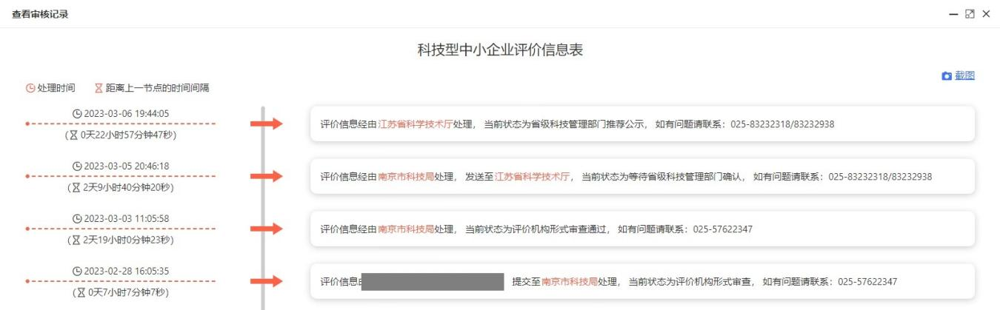 查看审核记录
科技型中小企业评价信息表
截图
处理时间 距离上一节点的时间间隔
2023-03-06 19:44:05
(0天22小时57分钟47秒)
评价信息经由江苏省科学技术厅处理， 当前状态为省级科技管理部门推荐公示， 如有问题请联系：025-83232318/83232938
2023-03-05 20:46:18
(2天9小时40分钟20秒)
评价信息经由南京市科技局处理， 发送至江苏省科学技术厅， 当前状态为等待省级科技管理部门确认， 如有问题请联系：025-83232318/83232938
2023-03-03 11:05:58
(2天19小时0分钟23秒)
评价信息经由南京市科技局处理， 当前状态为评价机构形式审查通过， 如有问题请联系：025-57622347
2023-02-28 16:05:35
(0天7小时7分钟7秒)
评价信息 提交至南京市科技局处理， 当前状态为评价机构形式审查， 如有问题请联系：025-57622347